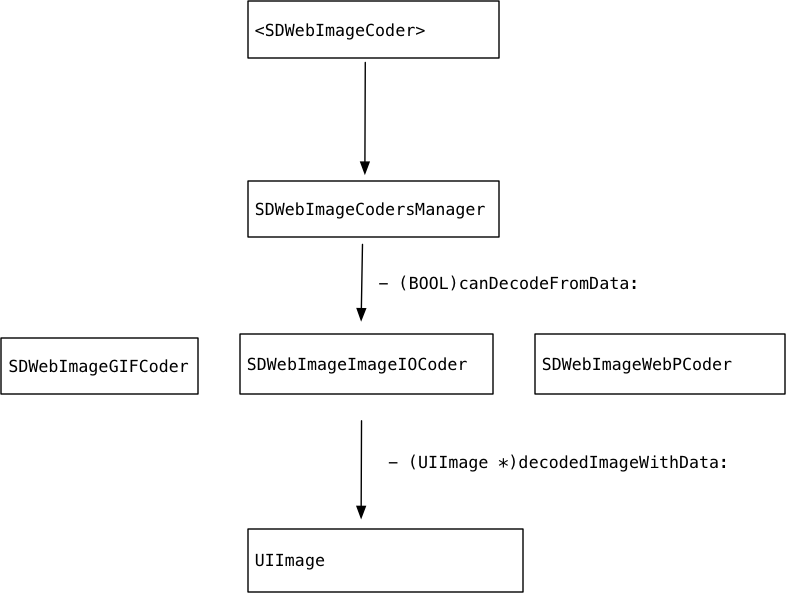 <SDWebImageCoder>
SDWebImageCodersManager
– (BOOL)canDecodeFromData:
SDWebImageGIFCoder
SDWebImageImageIOCoder
SDWebImageWebPCoder
– (UIImage *)decodedImageWithData:
UIImage